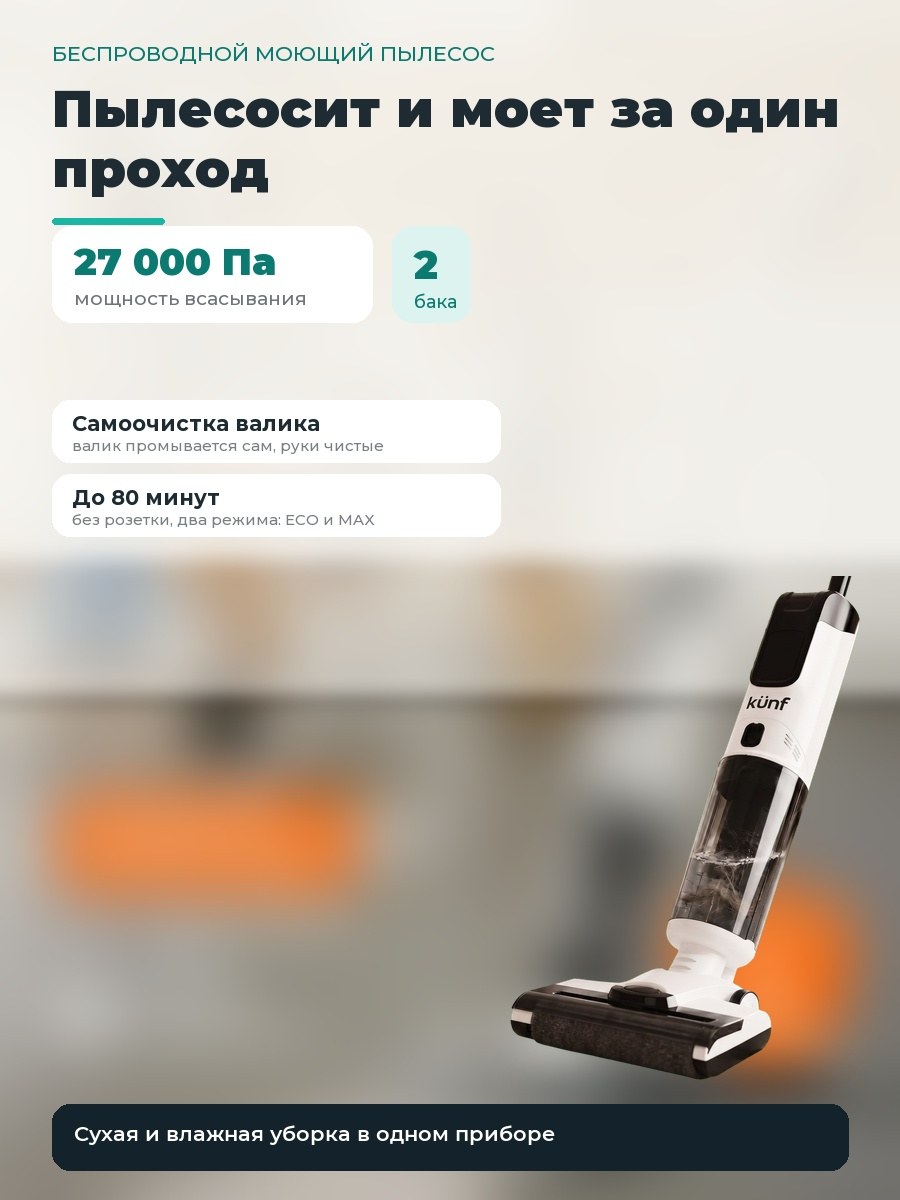 БЕСПРОВОДНОЙ МОЮЩИЙ ПЫЛЕСОС
Пылесосит и моет за один
проход
27 000 Па
мощность всасывания
2
бака
Самоочистка валика
валик промывается сам, руки чистые
До 80 минут
без розетки, два режима: ECO и MAX
künf
Сухая и влажная уборка в одном приборе